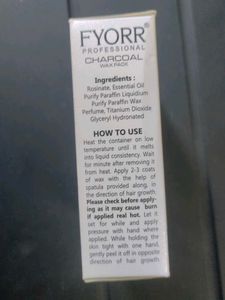 FYORR
PROFESSIONAL
CHARCOAL
WAX PACK
Ingredients :
Rosinate, Essential Oil
Purify Paraffin Liquidium
Purify Paraffin Wax
Perfume, Titanium Dioxide
Glyceryl Hydronated
HOW TO USE
Heat the container on low
temperature until it melts
into liquid consistency. Wait
for minute after removing it
from heat. Apply 2-3 coats
of wax with the help of
spatula provided along, in
the direction of hair growth.
Please check before apply-
ing as it may cause burn
if applied real hot. Let it
set for while and apply
pressure with hand where
applied. While holding the
skin tight with one hand,
gently peel it off in opposite
direction of hair growth